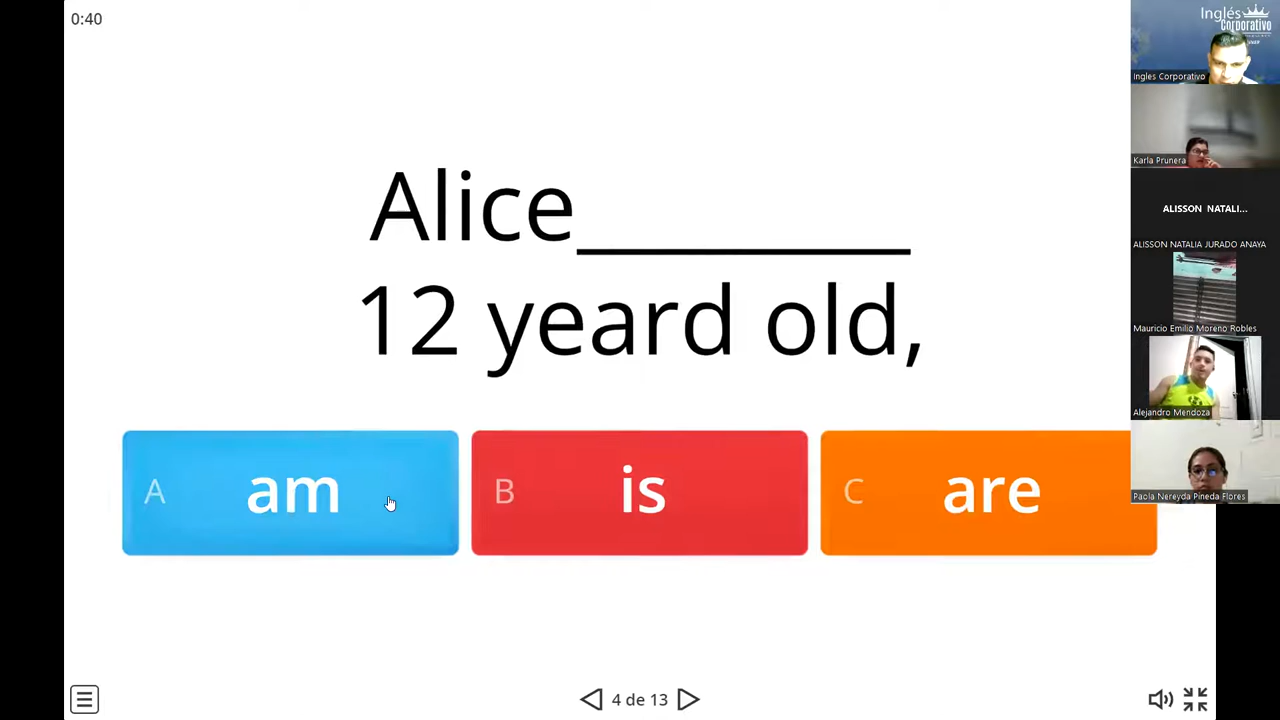 0:40
Alice__________
12 yeard old,
A am
B is
C are
4 de 13
Inglés
Corporativo
Ingles Corporativo
Karla Prunera
ALISSON NATALI...
ALISSON NATALIA JURADO ANAYA
Mauricio Emilio Moreno Robles
Alejandro Mendoza
Paola Nereyda Pineda Flores